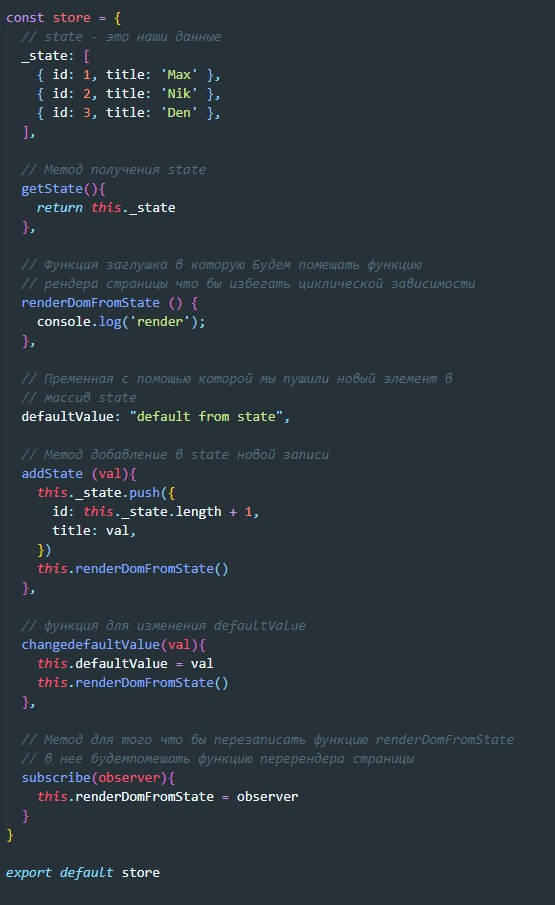 const store = {
  // state - это наши данные
  _state: [
    { id: 1, title: 'Max' },
    { id: 2, title: 'Nik' },
    { id: 3, title: 'Den' },
  ],

  // Метод получения state
  getState(){
    return this._state
  },

  // Функция заглушка в которую Будем помещать функцию
  // рендера страницы что бы избегать циклической зависимости
  renderDomFromState () {
    console.log('render');
  },

  // Пременная с помощью которой мы пушили новый элемент в
  // массив state
  defaultValue: "default from state",

  // Метод добавление в state новой записи
  addState (val){
    this._state.push({
      id: this._state.length + 1,
      title: val,
    })
    this.renderDomFromState()
  },

  // функция для изменения defaultValue
  changedefaultValue(val){
    this.defaultValue = val
    this.renderDomFromState()
  },

  // Метод для того что бы перезаписать функцию renderDomFromState
  // в нее будемпомешать функцию перерендера страницы
  subscribe(observer){
    this.renderDomFromState = observer
  }
}

export default store